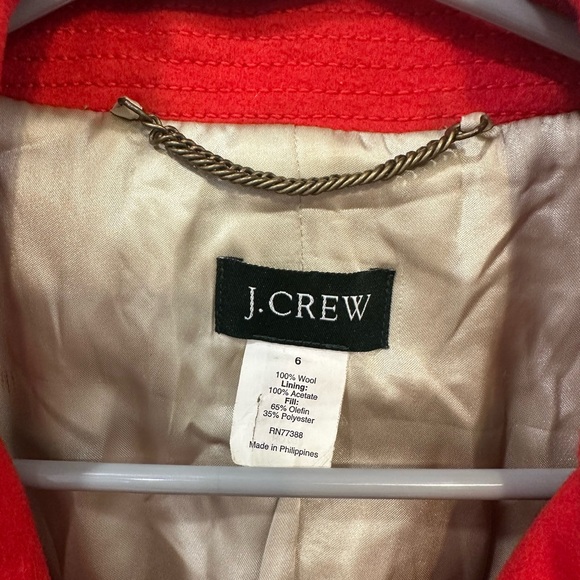 J.CREW
6
100% Wool
Lining:
100% Acetate
Fill:
65% Olefin
35% Polyester
RN77388
Made in Philippines